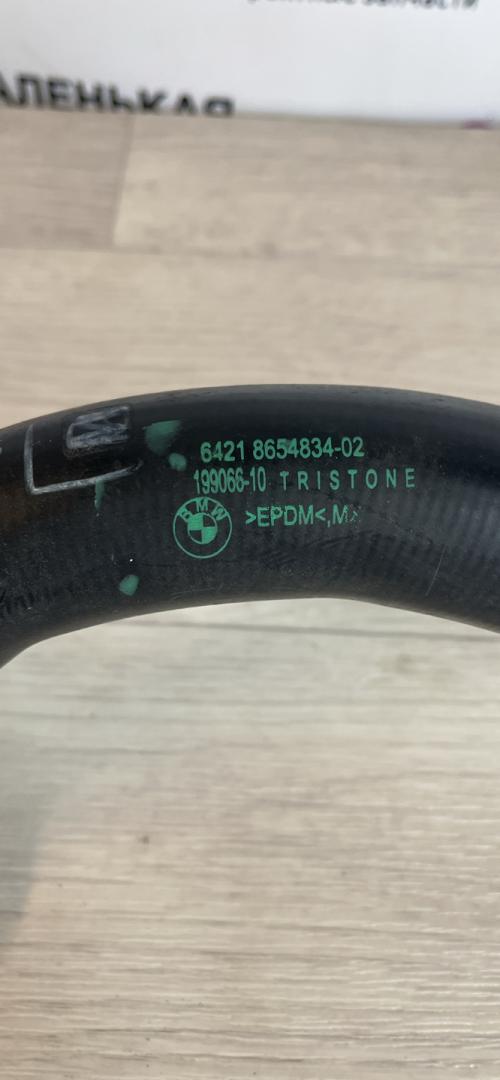 АЛЕНЬКАЯ
M
6421 8654834-02
199066-10 TRISTONE
BMW
>EPDM<,M